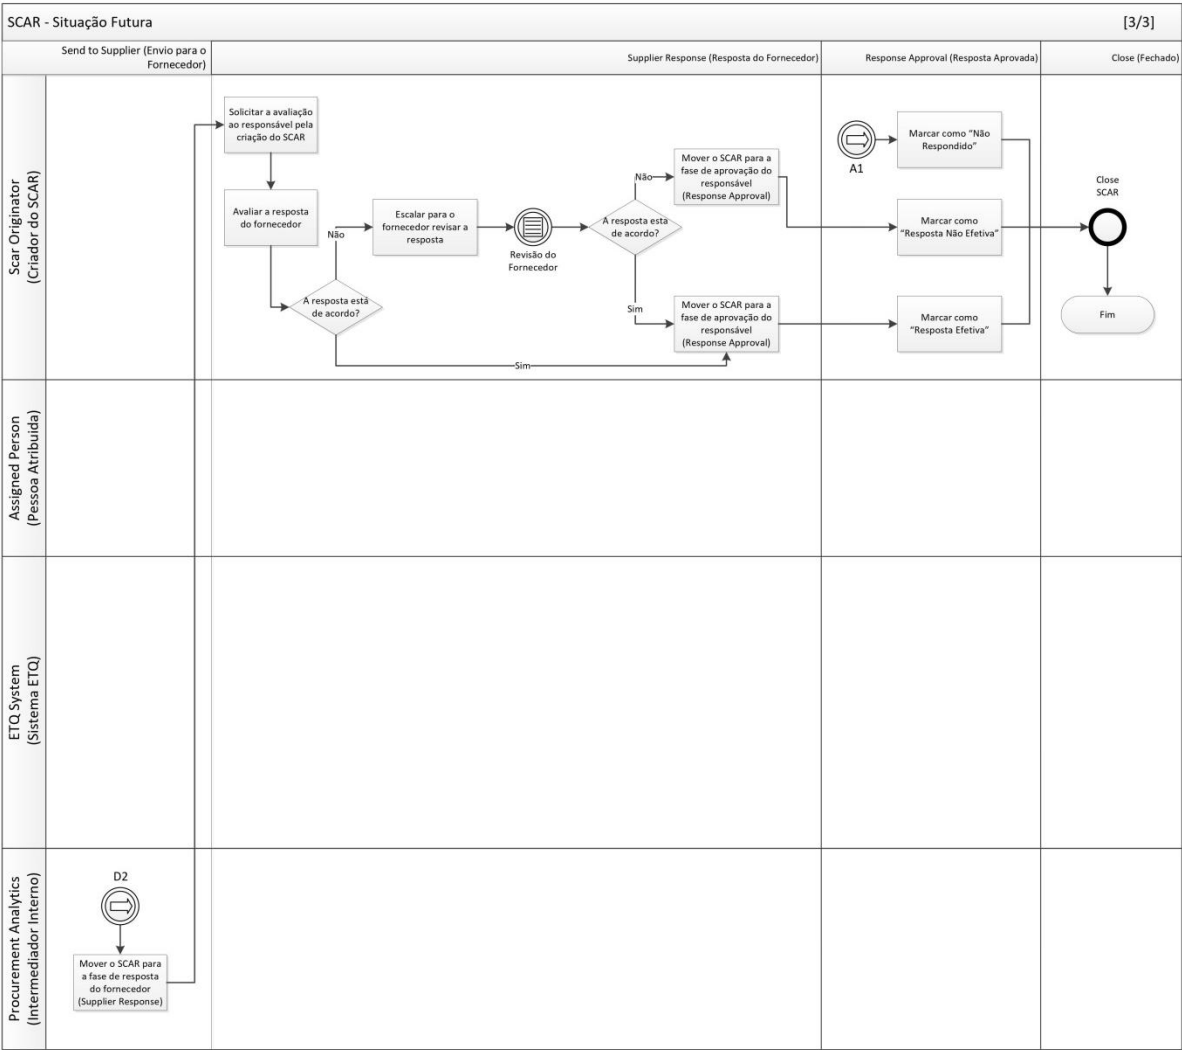 SCAR - Situação Futura
[3/3]
Send to Supplier (Envio para o
Fornecedor)
Supplier Response (Resposta do Fornecedor)
Response Approval (Resposta Aprovada)
Close (Fechado)
Scar Originator
(Criador do SCAR)
Solicitar a avaliação
ao responsável pela
criação do SCAR
Avaliar a resposta
do fornecedor
A resposta está
de acordo?
Não
Escalar para o
fornecedor revisar a
resposta
Revisão do
Fornecedor
A resposta está
de acordo?
Não
Mover o SCAR para a
fase de aprovação do
responsável
(Response Approval)
Sim
Mover o SCAR para a
fase de aprovação do
responsável
(Response Approval)
Sim
A1
Marcar como “Não
Respondido”
Marcar como
“Resposta Não Efetiva”
Marcar como
“Resposta Efetiva”
Close
SCAR
Fim
Assigned Person
(Pessoa Atribuida)
ETQ System
(Sistema ETQ)
Procurement Analytics
(Intermediador Interno)
D2
Mover o SCAR para
a fase de resposta
do fornecedor
(Supplier Response)